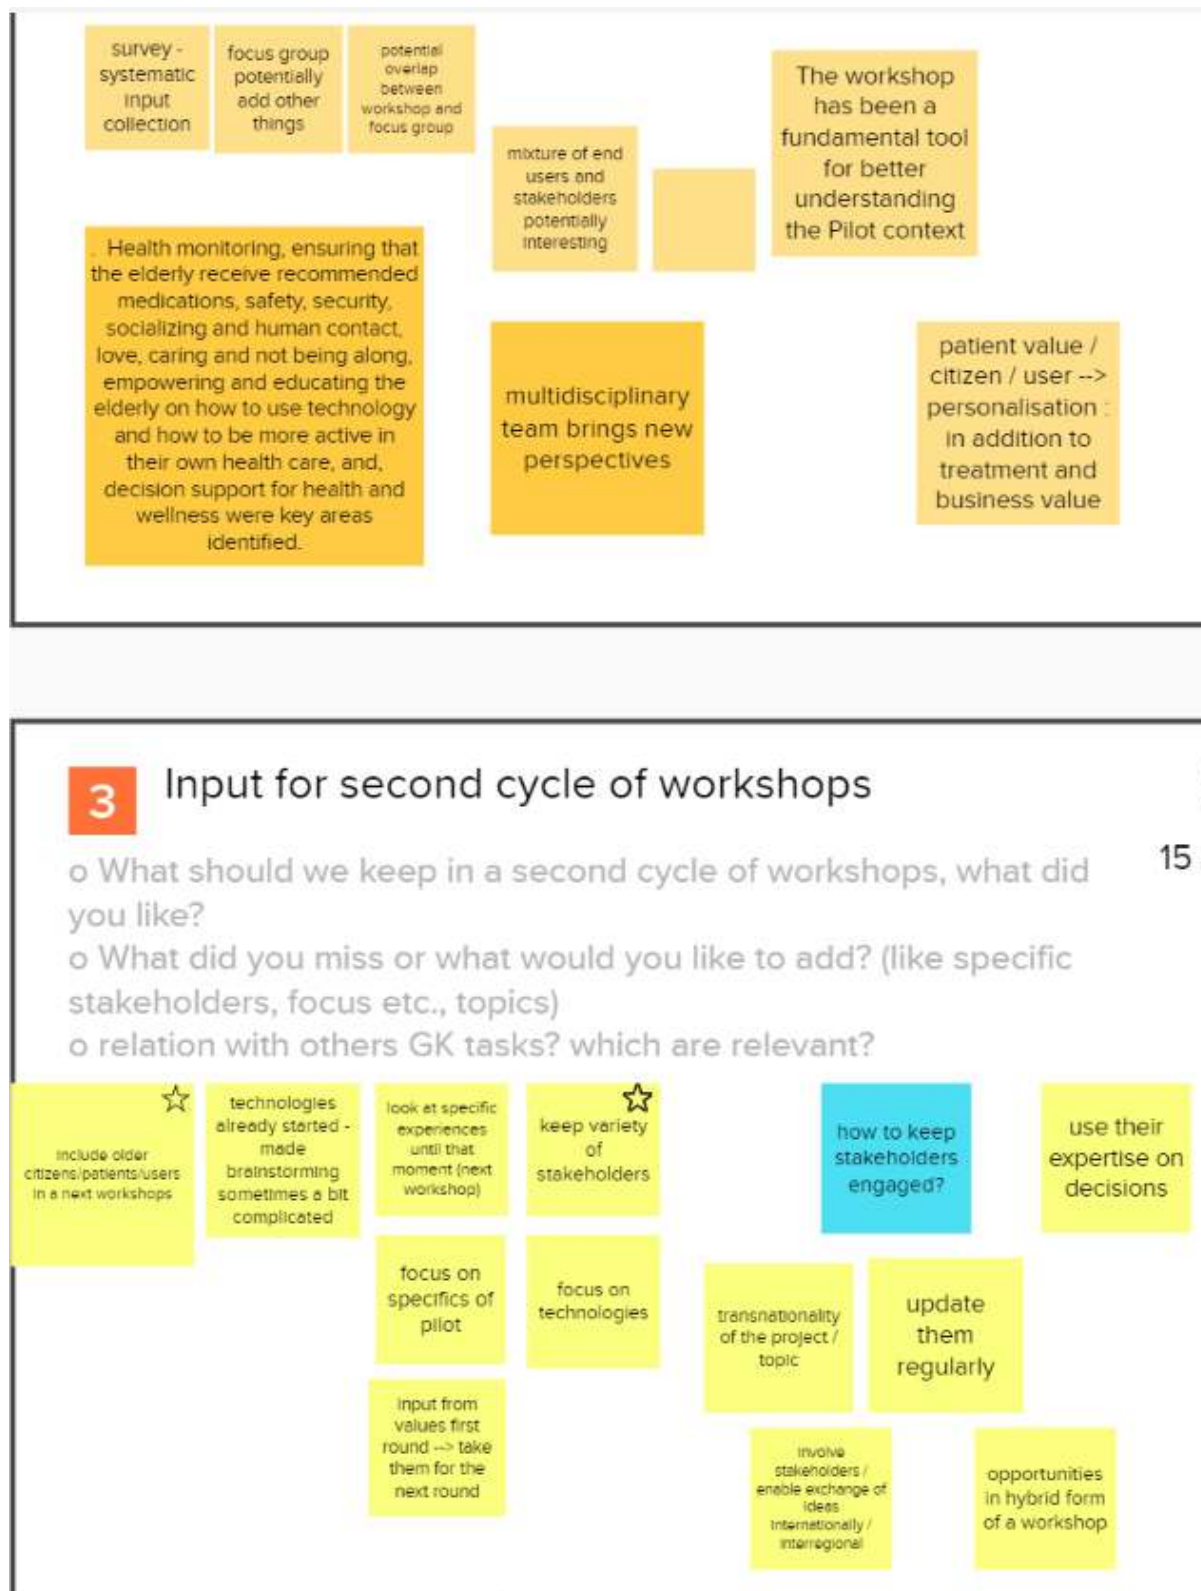 survey -
systematic
input
collection
focus group
potentially
add other
things
potential
overlap
between
workshop and
focus group
mixture of end
users and
stakeholders
potentially
interesting
The workshop
has been a
fundamental tool
for better
understanding
the Pilot context
. Health monitoring, ensuring that
the elderly receive recommended
medications, safety, security,
socializing and human contact,
love, caring and not being along,
empowering and educating the
elderly on how to use technology
and how to be more active in
their own health care, and,
decision support for health and
wellness were key areas
identified.
multidisciplinary
team brings new
perspectives
patient value /
citizen / user -->
personalisation :
in addition to
treatment and
business value
3
Input for second cycle of workshops
15
o What should we keep in a second cycle of workshops, what did
you like?
o What did you miss or what would you like to add? (like specific
stakeholders, focus etc., topics)
o relation with others GK tasks? which are relevant?
include older
citizens/patients/users
in a next workshops
technologies
already started -
made
brainstorming
sometimes a bit
complicated
look at specific
experiences
until that
moment (next
workshop)
keep variety
of
stakeholders
how to keep
stakeholders
engaged?
use their
expertise on
decisions
focus on
specifics of
pilot
focus on
technologies
transnationality
of the project /
topic
update
them
regularly
Input from
values first
round --> take
them for the
next round
involve
stakeholders /
enable exchange of
ideas
internationally /
interregional
opportunities
in hybrid form
of a workshop